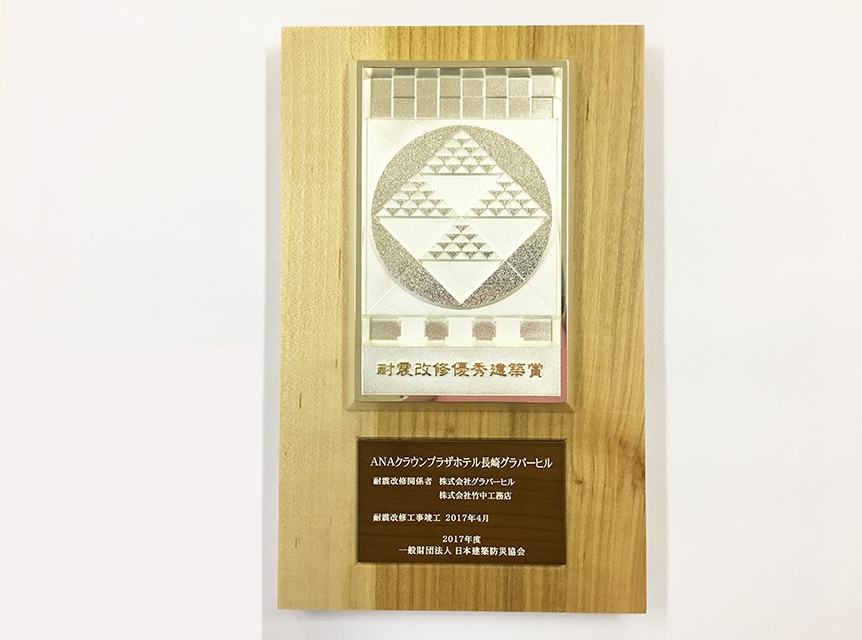 耐震改修優秀建築賞
ANAクラウンプラザホテル長崎グラバーヒル
耐震改修関係者 株式会社グラバーヒル
株式会社竹中工務店
耐震改修工事竣工 2017年4月
2017年度
一般財団法人 日本建築防災協会